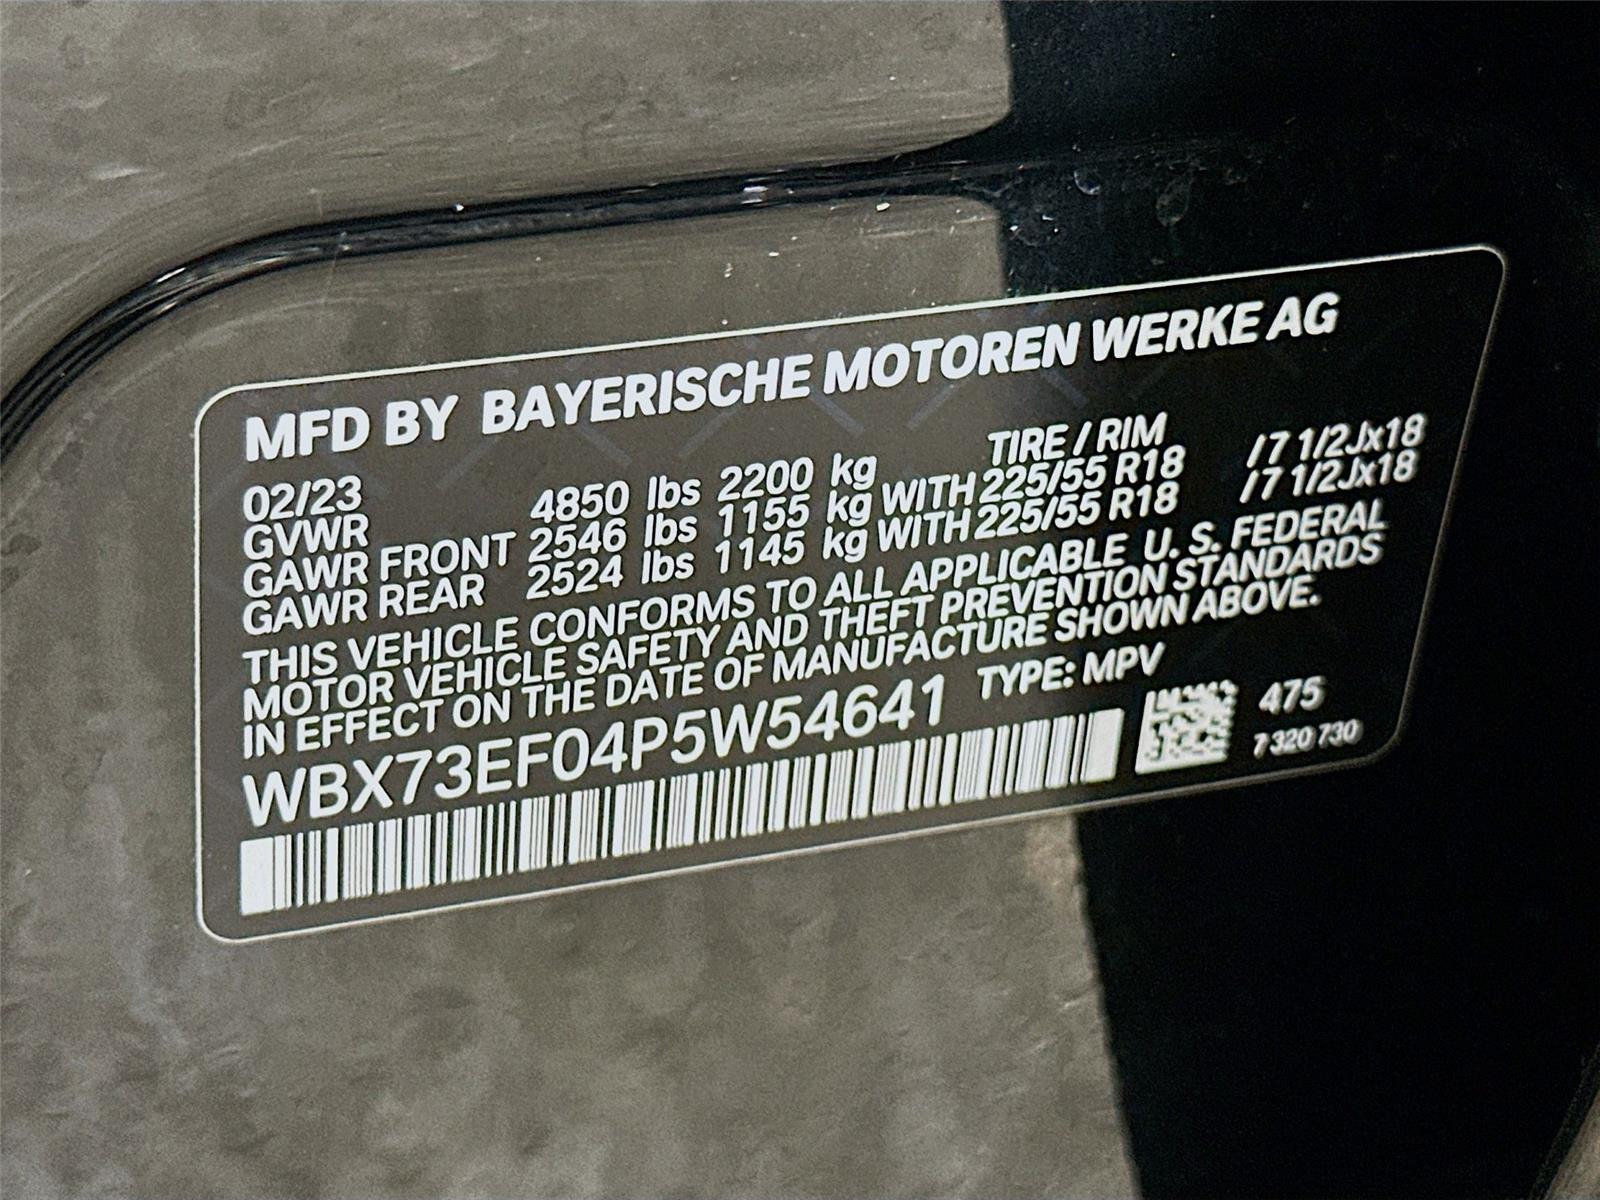 MFD BY BAYERISCHE MOTOREN WERKE AG
02/23 TIRE / RIM
GVWR 4850 lbs 2200 kg
GAWR FRONT 2546 lbs 1155 kg WITH 225/55 R18 /7 1/2Jx18
GAWR REAR 2524 lbs 1145 kg WITH 225/55 R18 /7 1/2Jx18
THIS VEHICLE CONFORMS TO ALL APPLICABLE U. S. FEDERAL
MOTOR VEHICLE SAFETY AND THEFT PREVENTION STANDARDS
IN EFFECT ON THE DATE OF MANUFACTURE SHOWN ABOVE.
WBX73EF04P5W54641 TYPE: MPV
475
7 320 730